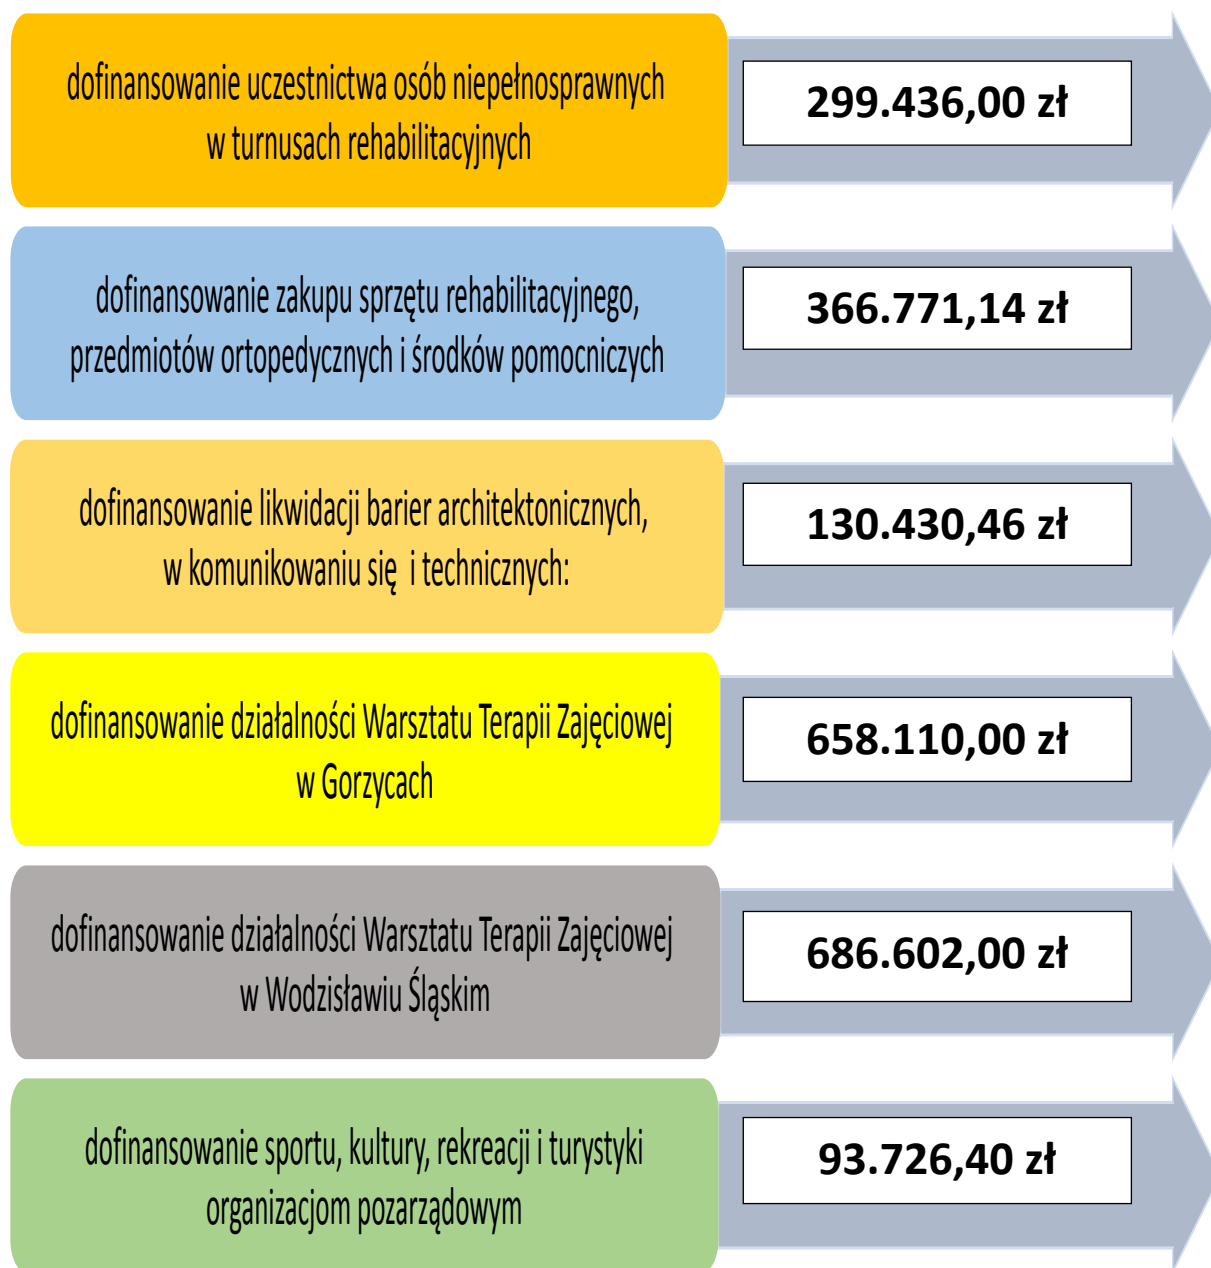 dofinansowanie uczestnictwa osób niepełnosprawnych
w turnusach rehabilitacyjnych
299.436,00 zł
dofinansowanie zakupu sprzętu rehabilitacyjnego,
przedmiotów ortopedycznych i środków pomocniczych
366.771,14 zł
dofinansowanie likwidacji barier architektonicznych,
w komunikowaniu się i technicznych:
130.430,46 zł
dofinansowanie działalności Warsztatu Terapii Zajęciowej
w Gorzycach
658.110,00 zł
dofinansowanie działalności Warsztatu Terapii Zajęciowej
w Wodzisławiu Śląskim
686.602,00 zł
dofinansowanie sportu, kultury, rekreacji i turystyki
organizacjom pozarządowym
93.726,40 zł